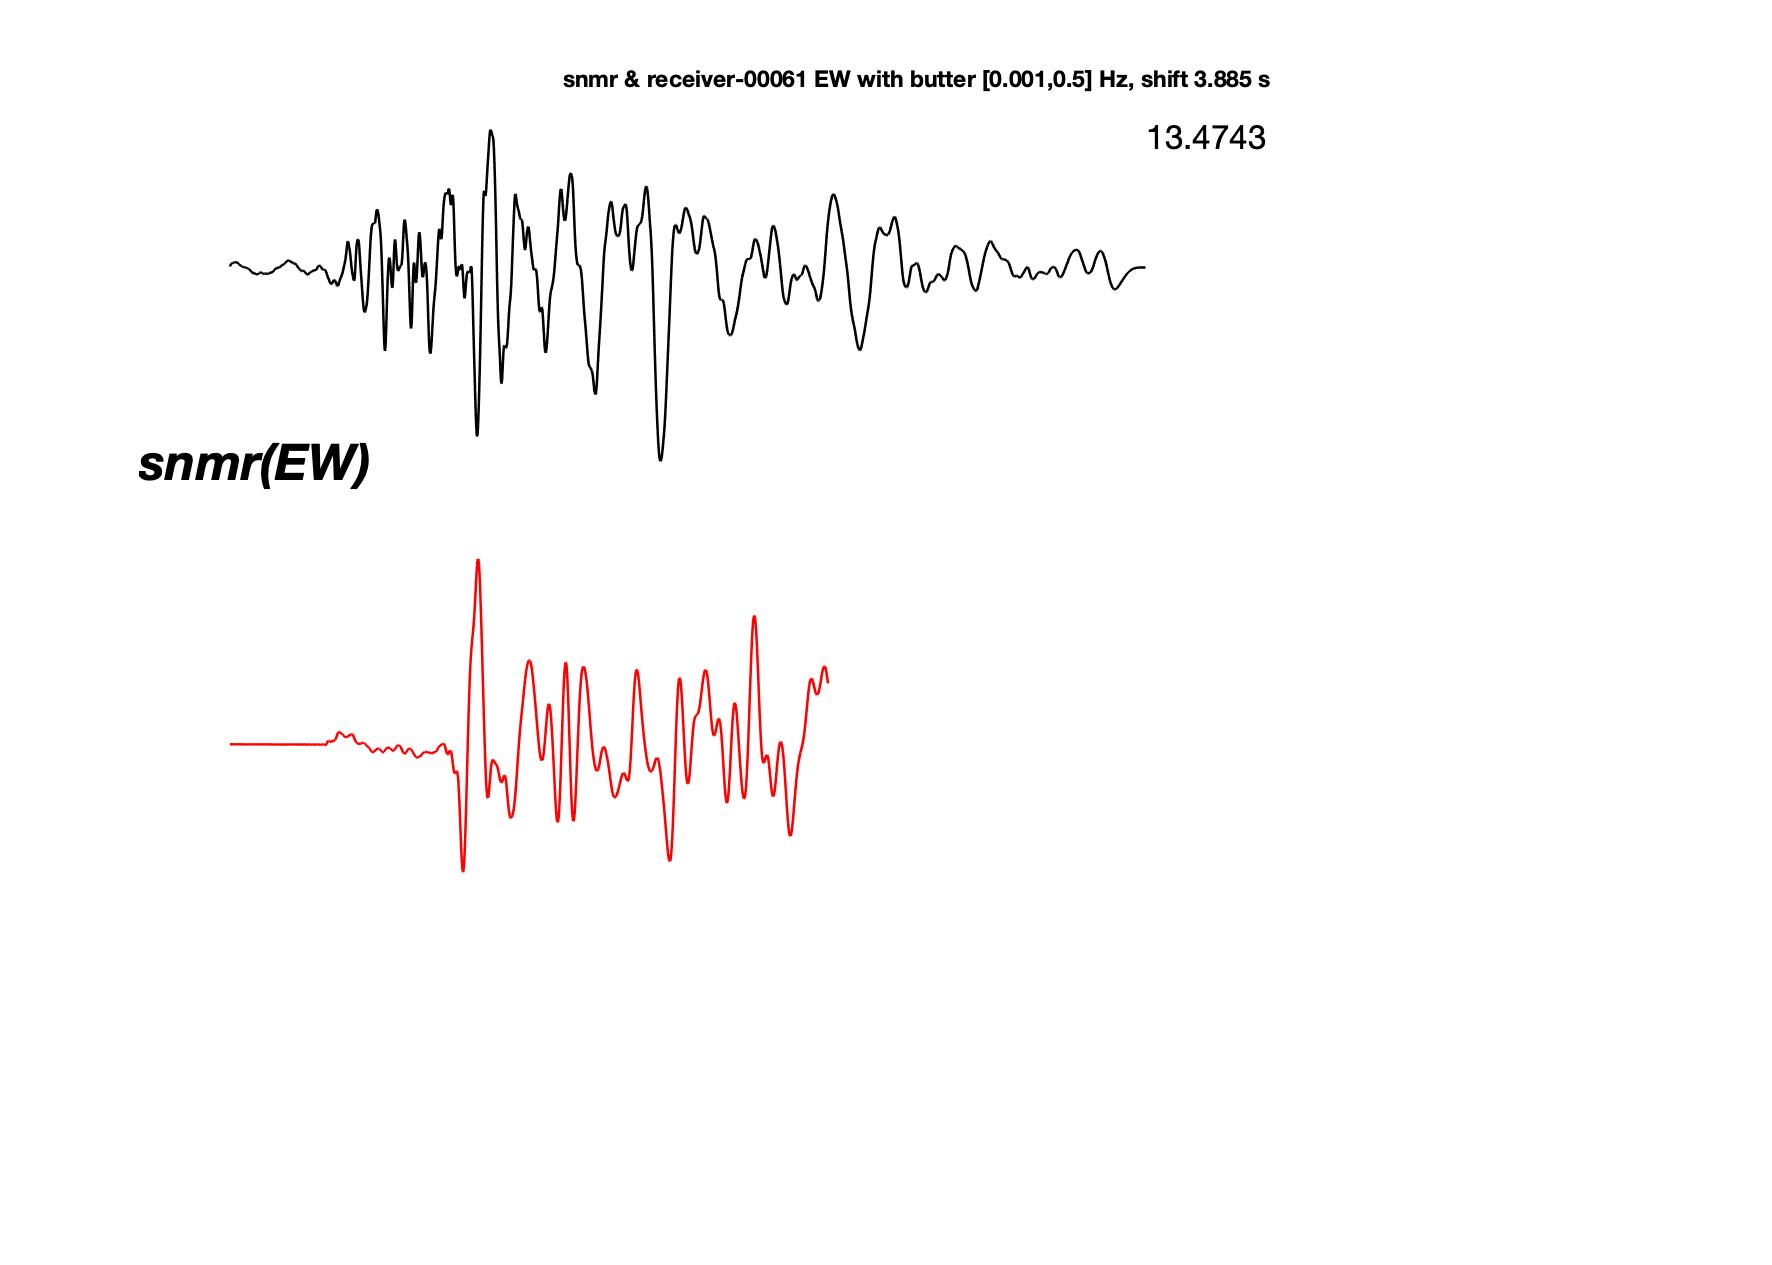 snmr & receiver-00061 EW with butter [0.001,0.5] Hz, shift 3.885 s
13.4743
snmr(EW)